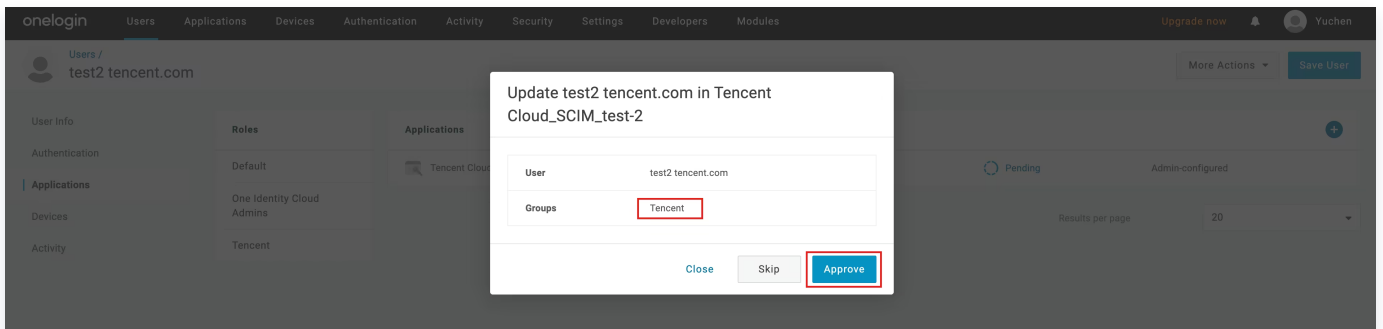 onelogin Users Applications Devices Authentication Activity Security Settings Developers Modules Upgrade now Yuchen
Users /
test2 tencent.com
More Actions Save User
Update test2 tencent.com in Tencent
Cloud_SCIM_test-2
User Info
Authentication
Applications
Devices
Activity
Roles
Default
One Identity Cloud
Admins
Tencent
Applications
Tencent Cloud
Pending Admin-configured
Results per page 20
User test2 tencent.com
Groups Tencent
Close Skip Approve